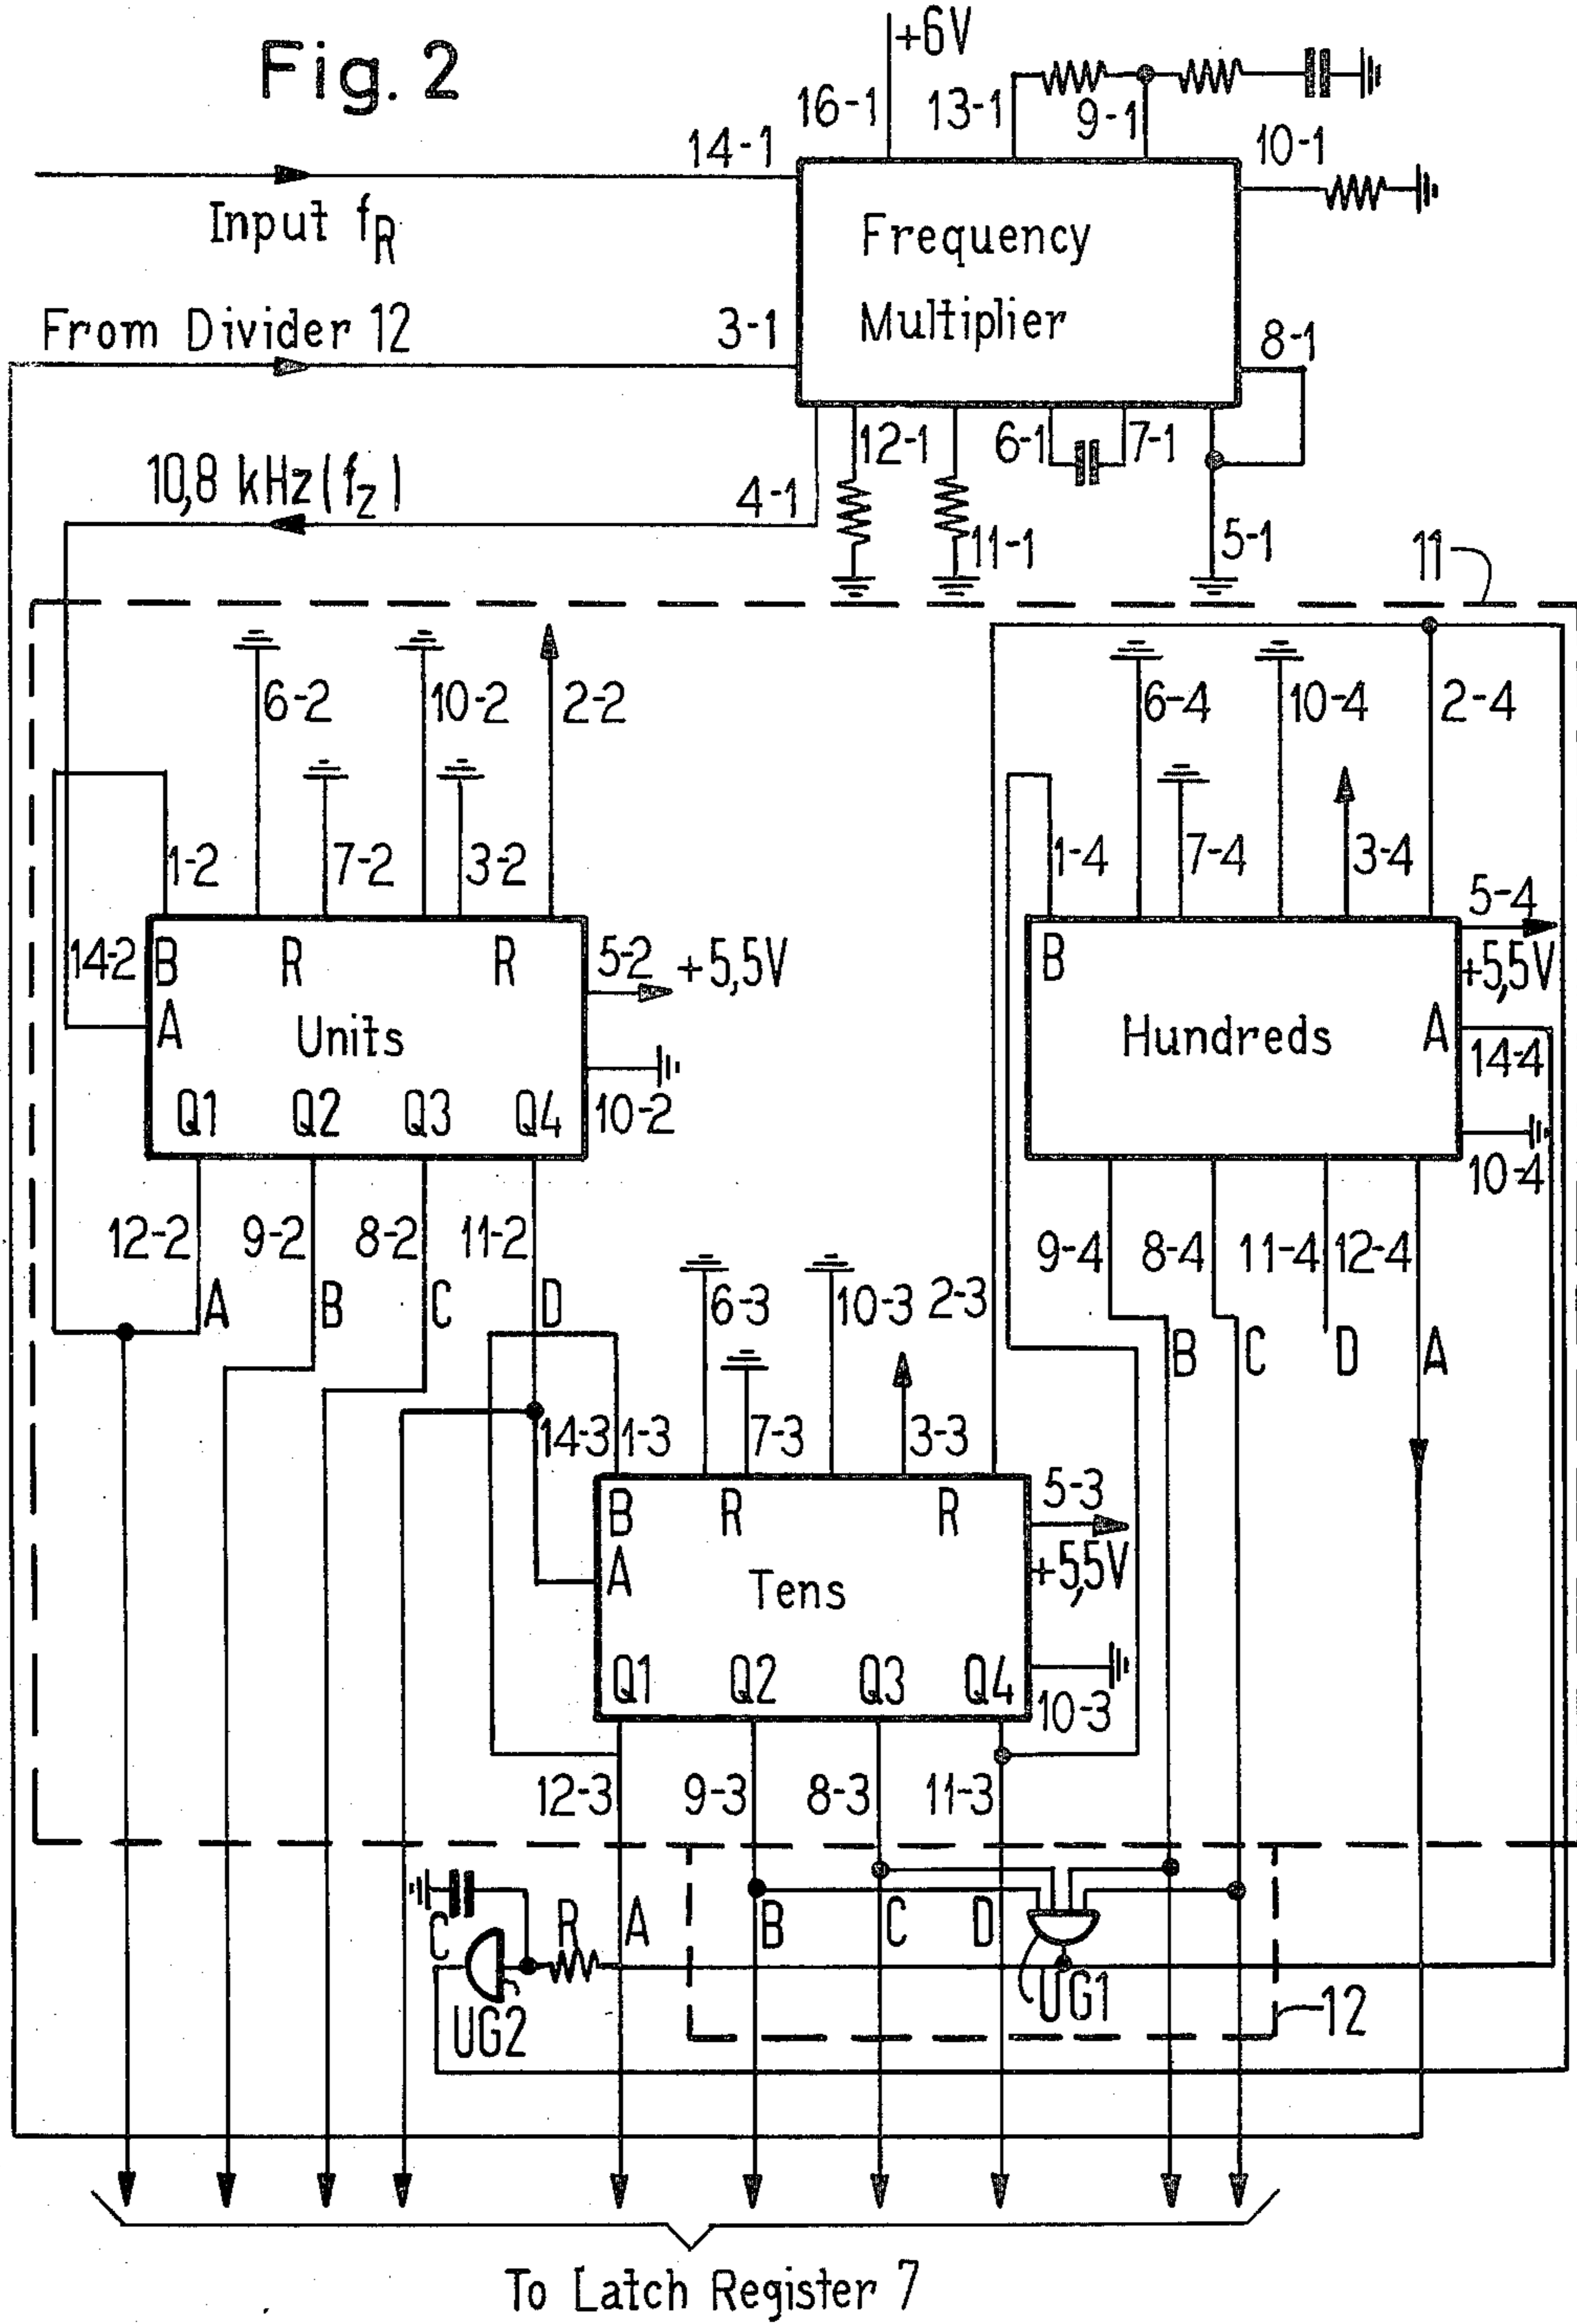 Fig. 2
+6V
16-1
13-1
9-1
10-1
14-1
Input fR
Frequency
Multiplier
From Divider 12
3-1
8-1
12-1
6-1
7-1
10,8 kHz (fz)
4-1
11-1
5-1
11
6-2
10-2
2-2
6-4
10-4
2-4
1-2
7-2
3-2
1-4
7-4
3-4
5-4
14-2
B
R
R
5-2
+5,5V
B
+5,5V
A
Units
Hundreds
A
14-4
Q1
Q2
Q3
Q4
10-2
10-4
12-2
9-2
8-2
11-2
9-4
8-4
11-4
12-4
A
B
C
D
6-3
10-3
2-3
B
C
D
A
14-3
1-3
7-3
3-3
B
R
R
5-3
A
Tens
+5,5V
Q1
Q2
Q3
Q4
10-3
12-3
9-3
8-3
11-3
C
R
A
B
C
D
UG2
UG1
12
To Latch Register 7